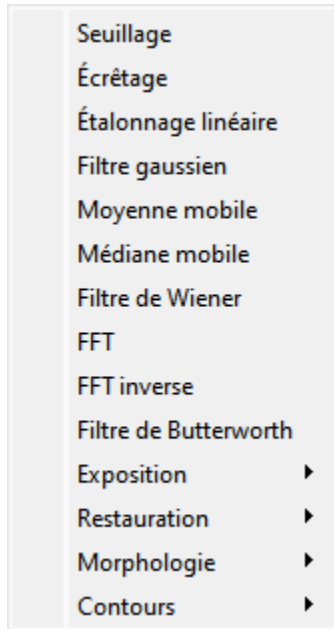 Seuillage
Écrêtage
Étalonnage linéaire
Filtre gaussien
Moyenne mobile
Médiane mobile
Filtre de Wiener
FFT
FFT inverse
Filtre de Butterworth
Exposition
Restauration
Morphologie
Contours